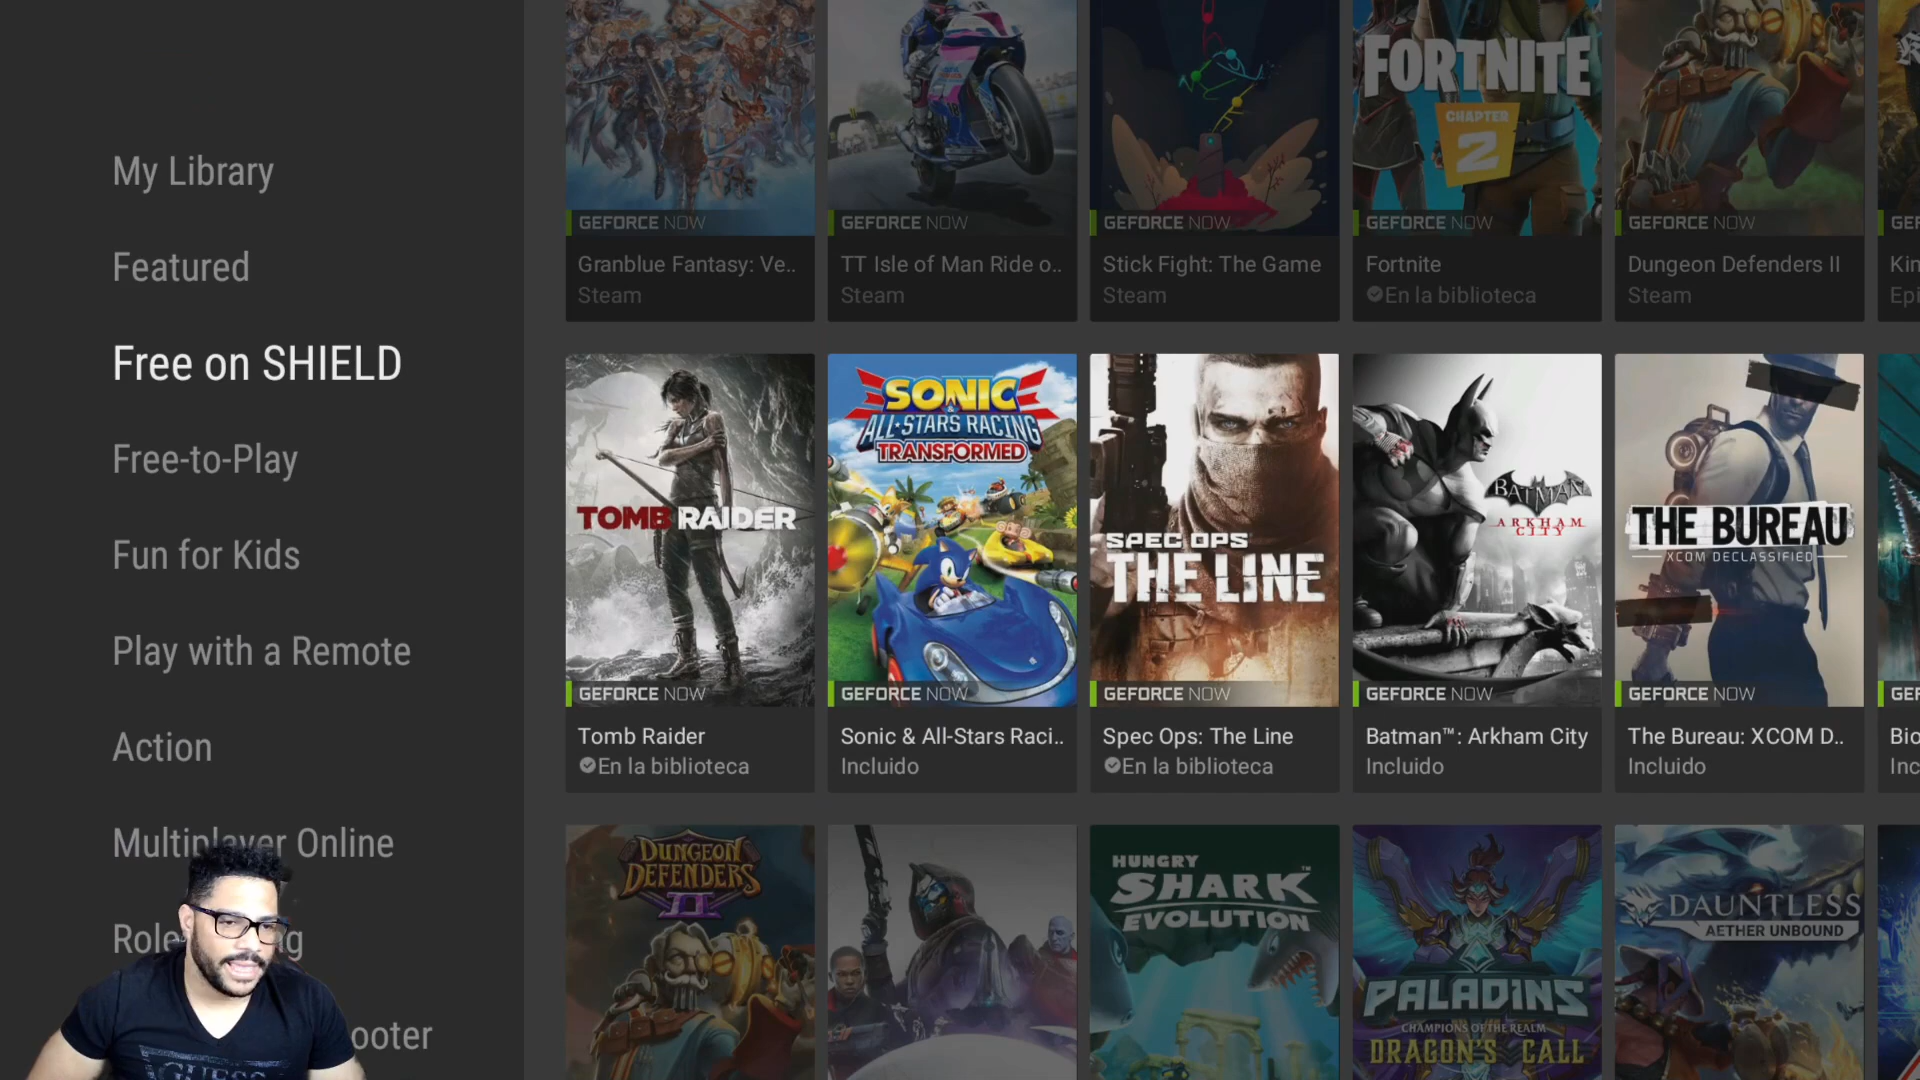 My Library
Featured
Free on SHIELD
Free-to-Play
Fun for Kids
Play with a Remote
Action
Multiplayer Online
ooter
FORTNITE
CHAPTER
2
GEFORCE NOW
GEFORCE NOW
GEFORCE NOW
GEFORCE NOW
GEFORCE NOW
Granblue Fantasy: Ve..
Steam
TT Isle of Man Ride o..
Steam
Stick Fight: The Game
Steam
Fortnite
En la biblioteca
Dungeon Defenders II
Steam
Kin
Epi
TOMB RAIDER
SONIC
& ALL-STARS RACING
TRANSFORMED
SPEC OPS
THE LINE
BATMAN
ARKHAM
CITY
THE BUREAU
XCOM DECLASSIFIED
GEFORCE NOW
GEFORCE NOW
GEFORCE NOW
GEFORCE NOW
GEFORCE NOW
Tomb Raider
En la biblioteca
Sonic & All-Stars Raci..
Incluido
Spec Ops: The Line
En la biblioteca
Batman™: Arkham City
Incluido
The Bureau: XCOM D..
Incluido
Bio
Inc
DUNGEON
DEFENDERS
II
HUNGRY
SHARK™
EVOLUTION
PALADINS
CHAMPIONS OF THE REALM
DRAGON'S CALL
DAUNTLESS
AETHER UNBOUND
GUESS